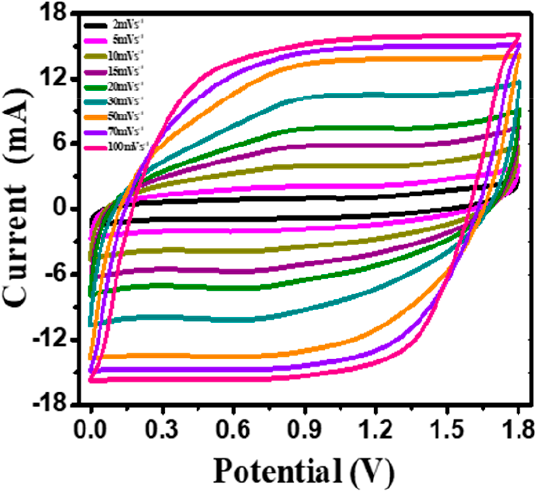 18
12
6
0
-6
-12
-18
Current (mA)
2mVs⁻¹
5mVs⁻¹
10mVs⁻¹
15mVs⁻¹
20mVs⁻¹
30mVs⁻¹
50mVs⁻¹
70mVs⁻¹
100mVs⁻¹
0.0 0.3 0.6 0.9 1.2 1.5 1.8
Potential (V)